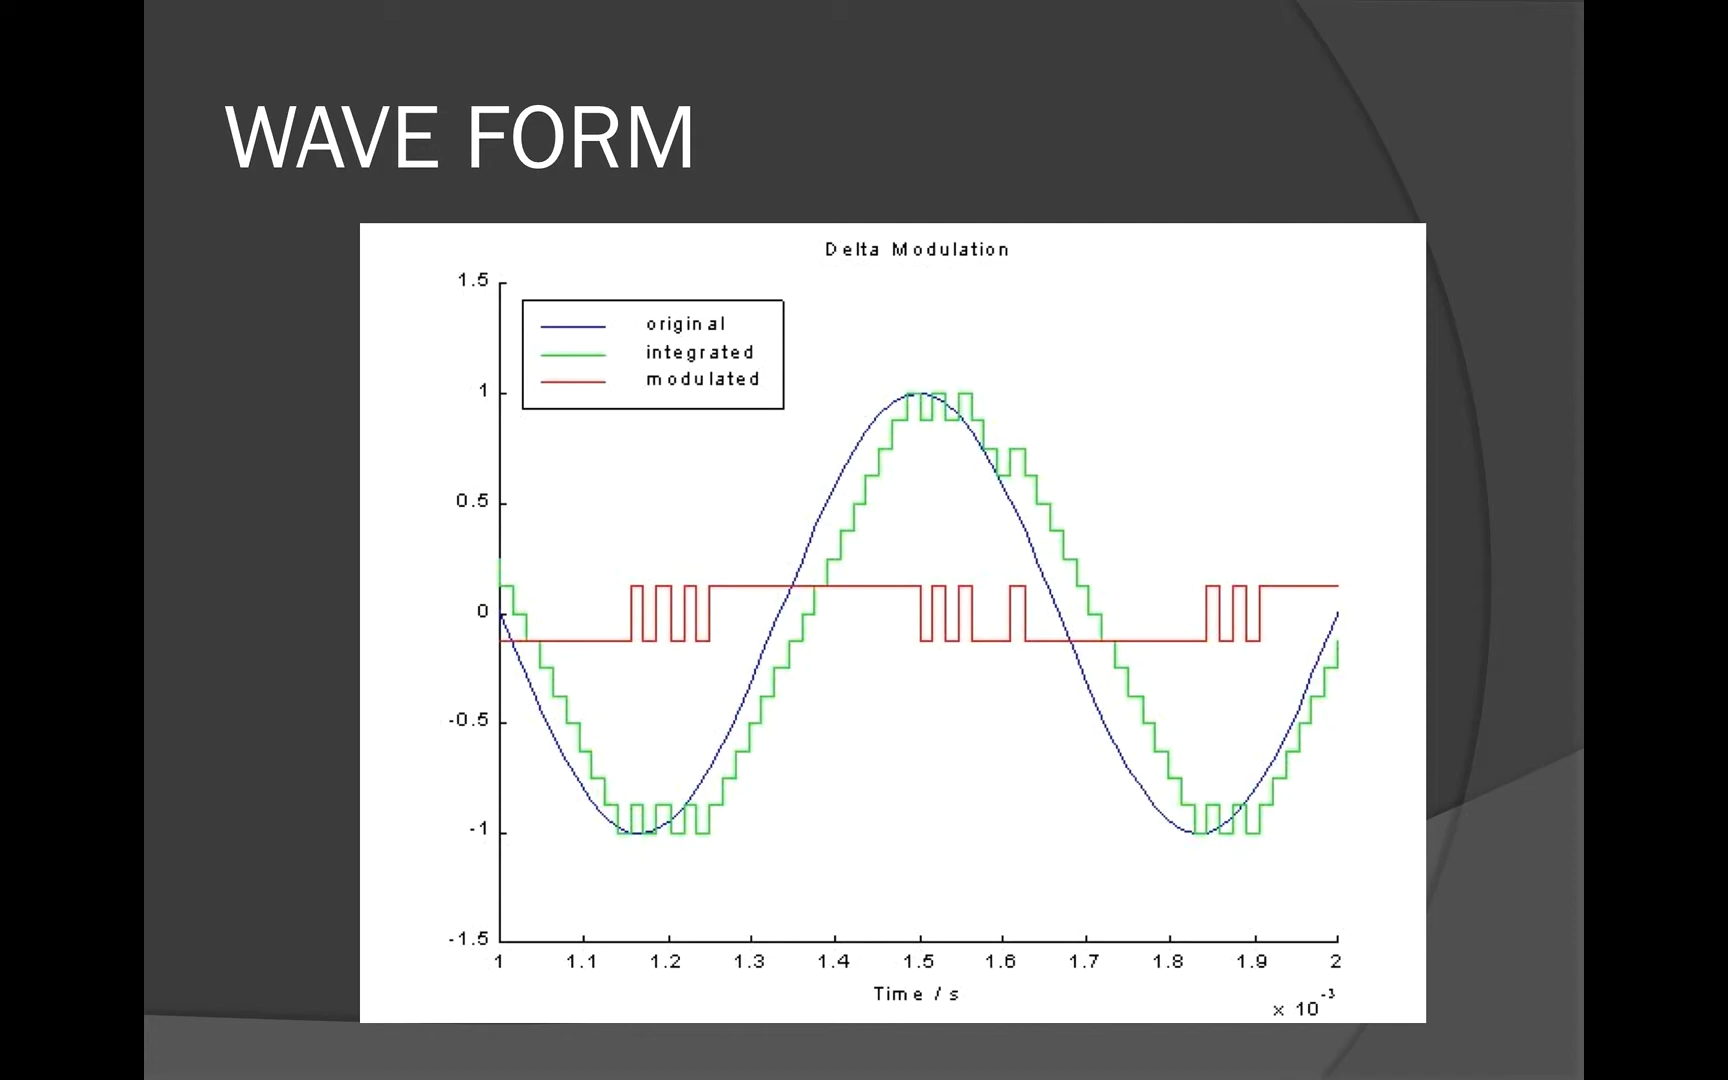 WAVE FORM
Delta Modulation
1.5
original
integrated
modulated
1
0.5
0
-0.5
-1
-1.5
1 1.1 1.2 1.3 1.4 1.5 1.6 1.7 1.8 1.9 2
Time / s
x 10⁻³